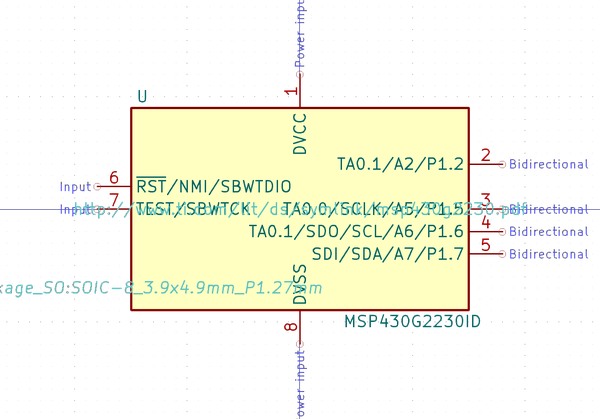 Power input
1
U
DVCC
TA0.1/A2/P1.2
2
Bidirectional
Input
6
RST/NMI/SBWTDIO
Input
7
TEST/SBWTCK
TA0.0/SCLK/A5/P1.5
3
Bidirectional
TA0.1/SDO/SCL/A6/P1.6
4
Bidirectional
SDI/SDA/A7/P1.7
5
Bidirectional
kage_SO:SOIC-8_3.9x4.9mm_P1.27mm
DVSS
MSP430G2230ID
8
ower input